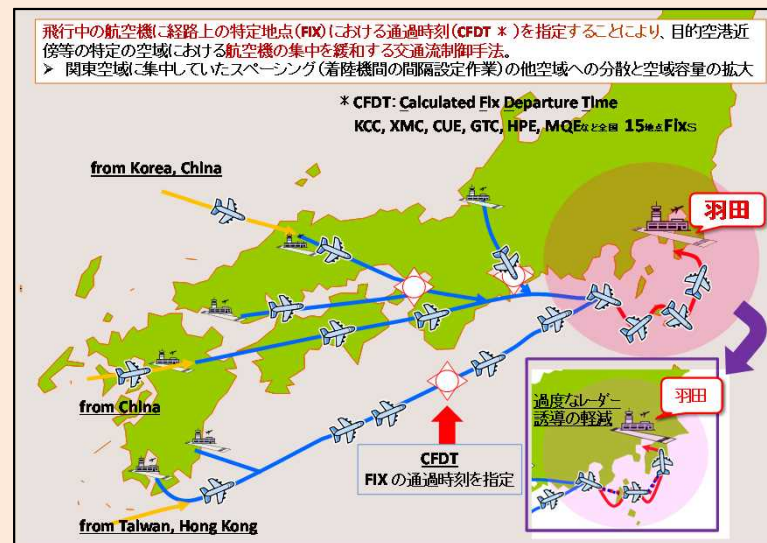 飛行中の航空機に経路上の特定地点(FIX)における通過時刻(CFDT *)を指定することにより、目的空港近
傍等の特定の空域における航空機の集中を緩和する交通流制御手法。
➢ 関東空域に集中していたスペーシング(着陸機間の間隔設定作業)の他空域への分散と空域容量の拡大
* CFDT: Calculated Fix Departure Time
KCC, XMC, CUE, GTC, HPE, MQEなど全国 15地点Fixs
from Korea, China
羽田
from China
過度なレーダー
誘導の軽減
羽田
CFDT
FIX の通過時刻を指定
from Taiwan, Hong Kong